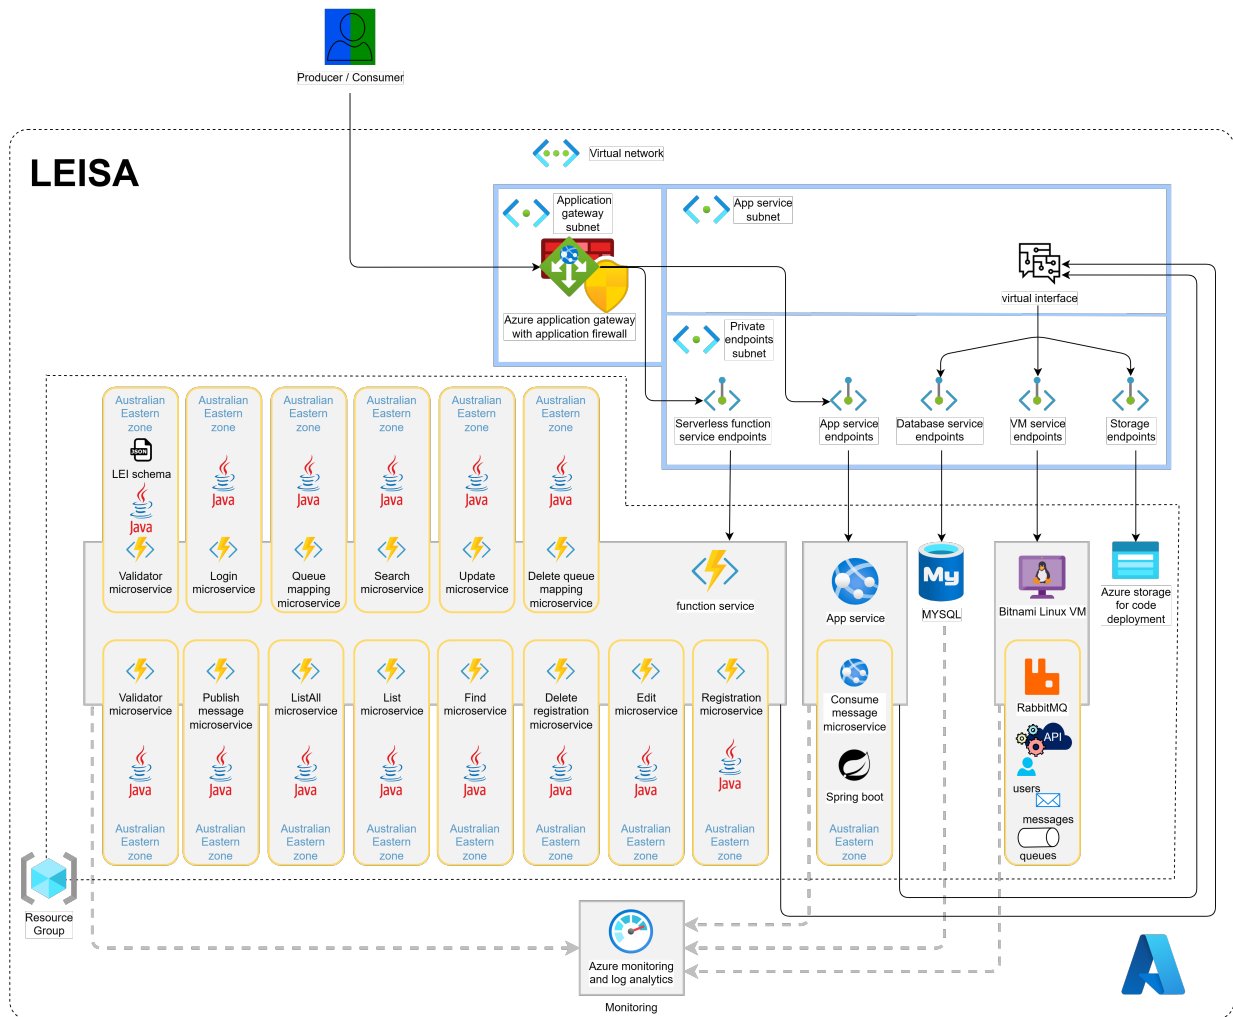 Producer / Consumer
LEISA
Virtual network
Application
gateway
subnet
App service
subnet
virtual interface
Azure application gateway
with application firewall
Private
endpoints
subnet
Serverless function
service endpoints
App service
endpoints
Database service
endpoints
VM service
endpoints
Storage
endpoints
Australian
Eastern
zone
JSON
LEI schema
Java
Validator
microservice
Australian
Eastern
zone
Java
Login
microservice
Australian
Eastern
zone
Java
Queue
mapping
microservice
Australian
Eastern
zone
Java
Search
microservice
Australian
Eastern
zone
Java
Update
microservice
Australian
Eastern
zone
Java
Delete queue
mapping
microservice
function service
App service
My
MYSQL
Bitnami Linux VM
Azure storage
for code
deployment
Validator
microservice
Java
Australian
Eastern
zone
Publish
message
microservice
Java
Australian
Eastern
zone
ListAll
microservice
Java
Australian
Eastern
zone
List
microservice
Java
Australian
Eastern
zone
Find
microservice
Java
Australian
Eastern
zone
Delete
registration
microservice
Java
Australian
Eastern
zone
Edit
microservice
Java
Australian
Eastern
zone
Registration
microservice
Java
Australian
Eastern
zone
Consume
message
microservice
Spring boot
Australian
Eastern
zone
RabbitMQ
API
users
messages
queues
Resource
Group
Azure monitoring
and log analytics
Monitoring